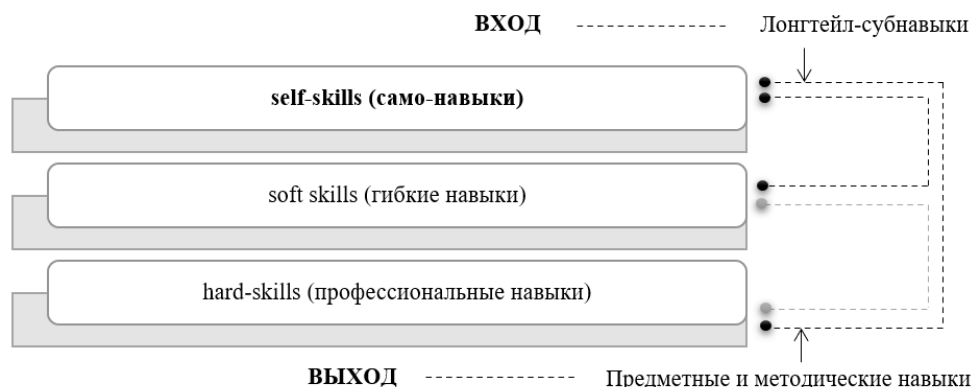 ВХОД Лонгтейл-субнавыки
self-skills (само-навыки)
soft skills (гибкие навыки)
hard-skills (профессиональные навыки)
ВЫХОД Предметные и методические навыки